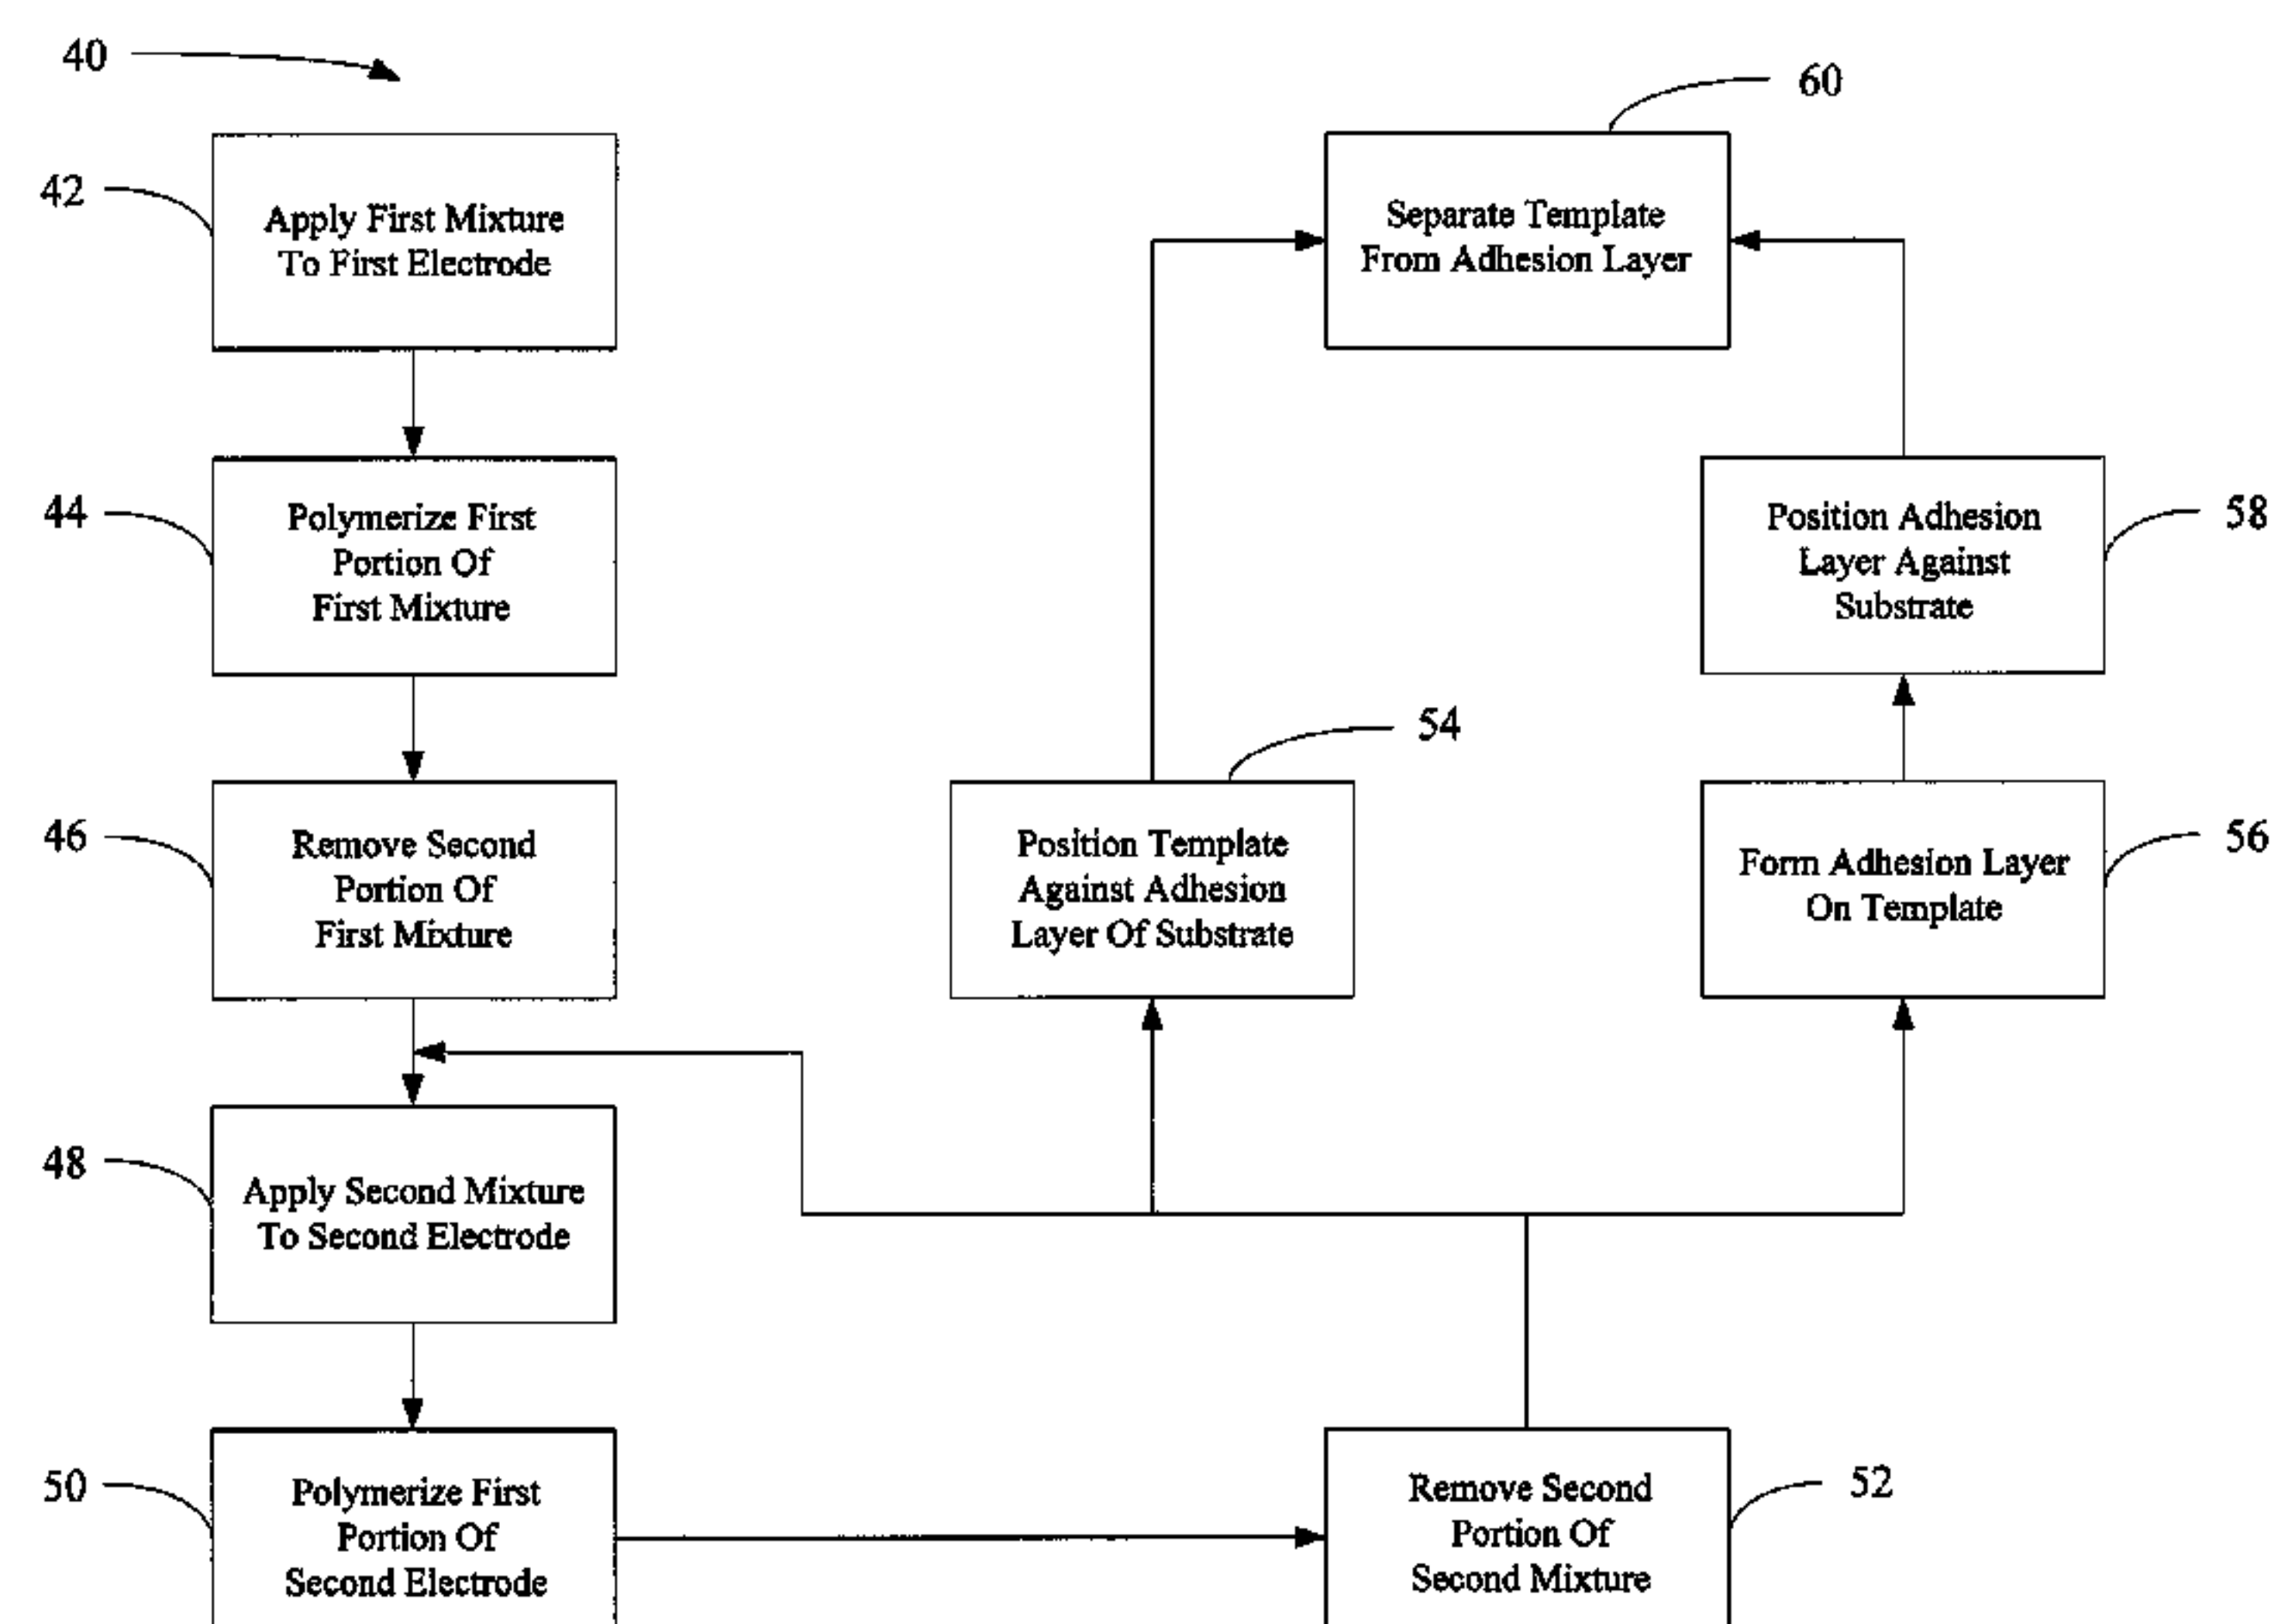 40
42
Apply First Mixture
To First Electrode
44
Polymerize First
Portion Of
First Mixture
46
Remove Second
Portion Of
First Mixture
48
Apply Second Mixture
To Second Electrode
50
Polymerize First
Portion Of
Second Electrode
52
Remove Second
Portion Of
Second Mixture
54
Position Template
Against Adhesion
Layer Of Substrate
56
Form Adhesion Layer
On Template
58
Position Adhesion
Layer Against
Substrate
60
Separate Template
From Adhesion Layer